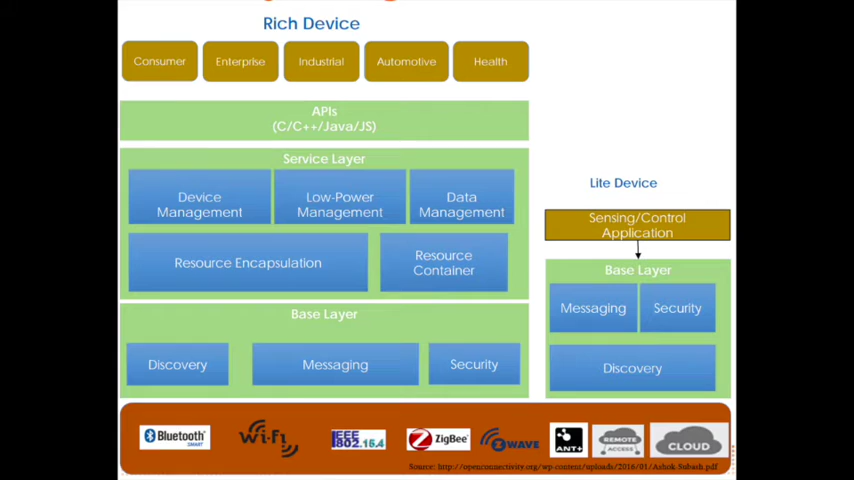 Rich Device
Consumer
Enterprise
Industrial
Automotive
Health
APIs
(C/C++/Java/JS)
Service Layer
Device
Management
Low-Power
Management
Data
Management
Resource Encapsulation
Resource
Container
Base Layer
Discovery
Messaging
Security
Lite Device
Sensing/Control
Application
Base Layer
Messaging
Security
Discovery
Bluetooth
SMART
Wi-Fi
IEEE
802.15.4
ZigBee
Z WAVE
ANT+
REMOTE
ACCESS
CLOUD
Source: http://openconnectivity.org/wp-content/uploads/2016/01/Ashok-Subash.pdf